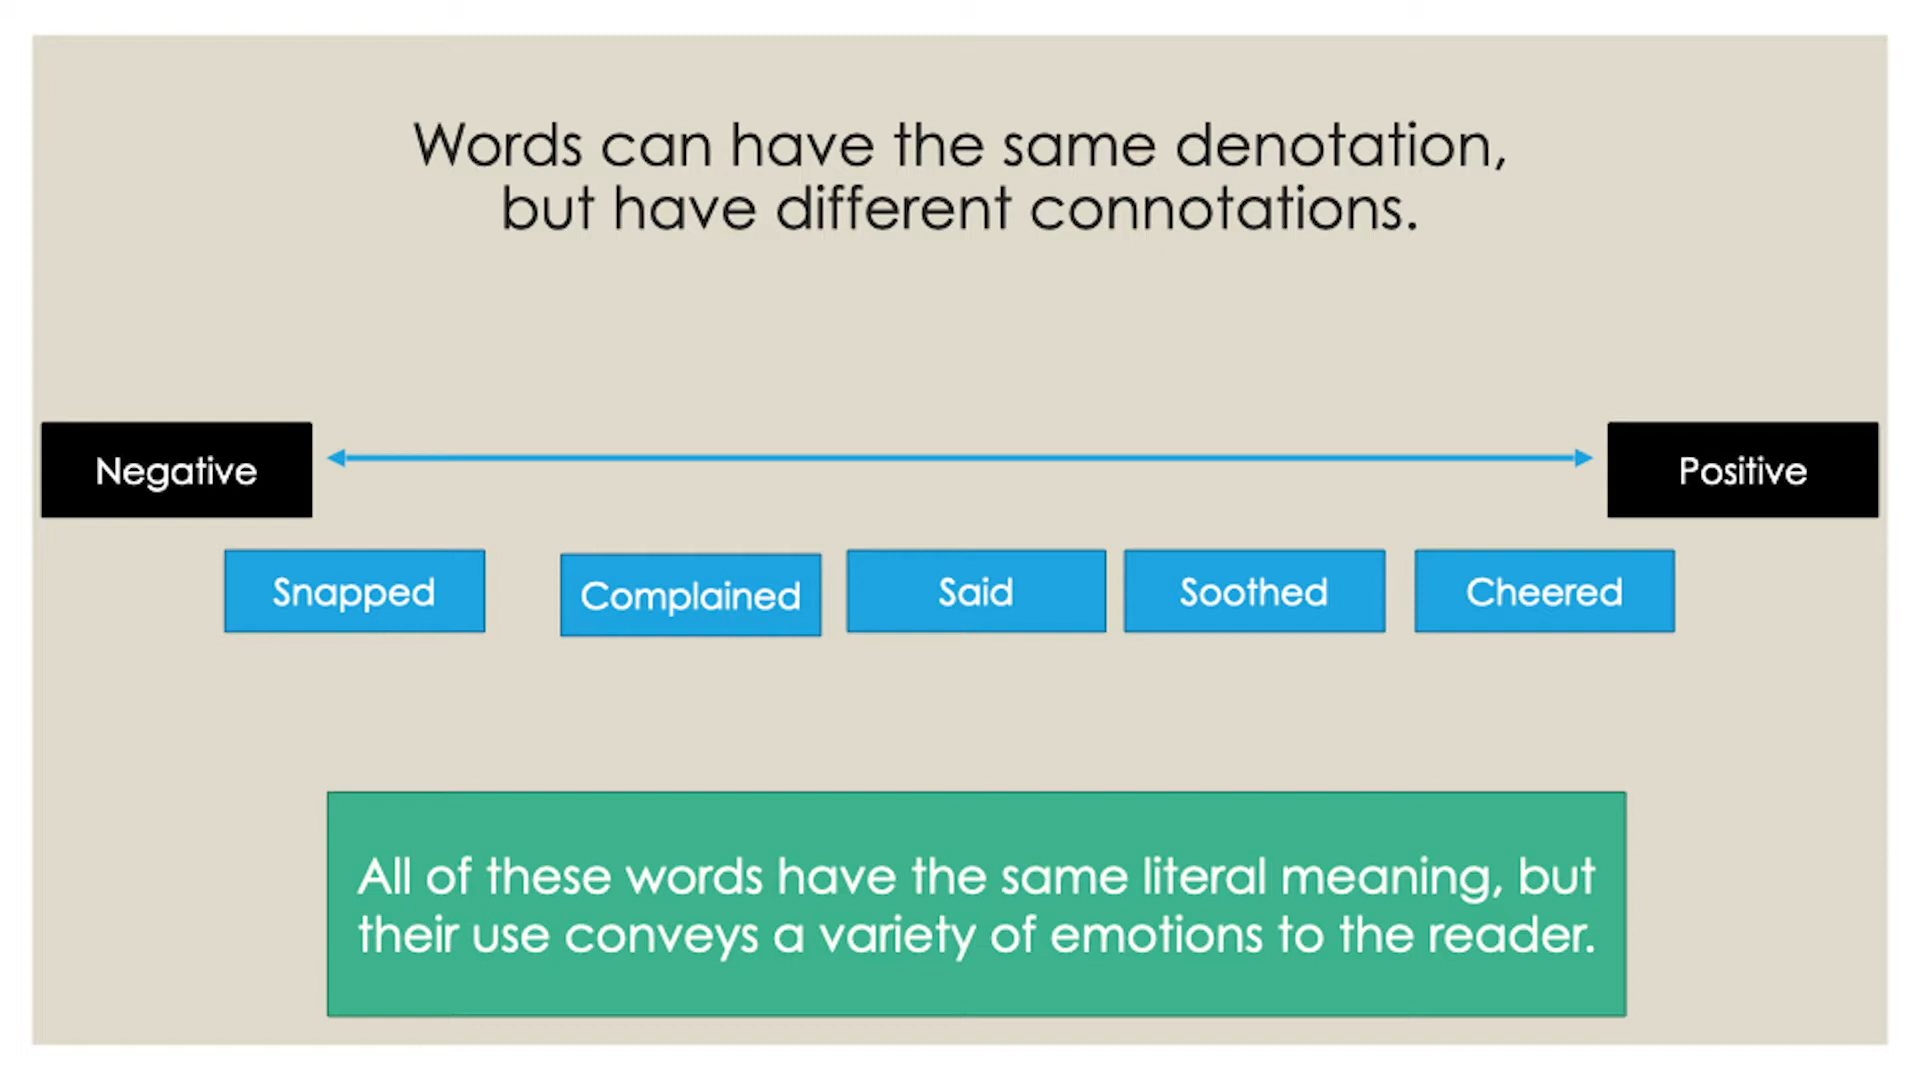 Words can have the same denotation,
but have different connotations.
Negative
Positive
Snapped
Complained
Said
Soothed
Cheered
All of these words have the same literal meaning, but
their use conveys a variety of emotions to the reader.